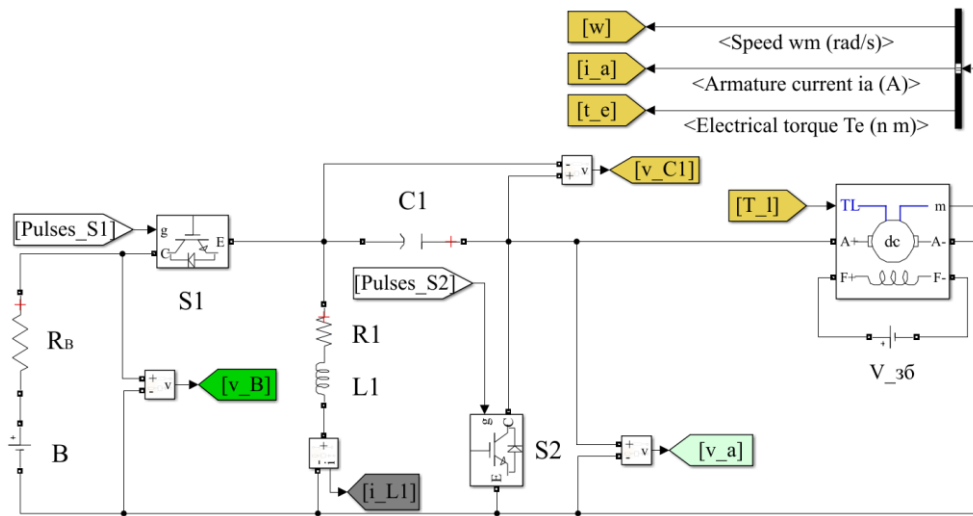 [w]
<Speed wm (rad/s)>
[i_a]
<Armature current ia (A)>
[t_e]
<Electrical torque Te (n m)>
- v
+
[v_C1]
C1
[T_l]
TL m
dc
A+ A-
F+ F-
[Pulses_S1]
g
C E
S1
[Pulses_S2]
g C
E
S2
R1
L1
R_B
+ v
-
[v_B]
B
+
i
[i_L1]
+ v
-
[v_a]
+
V_зб